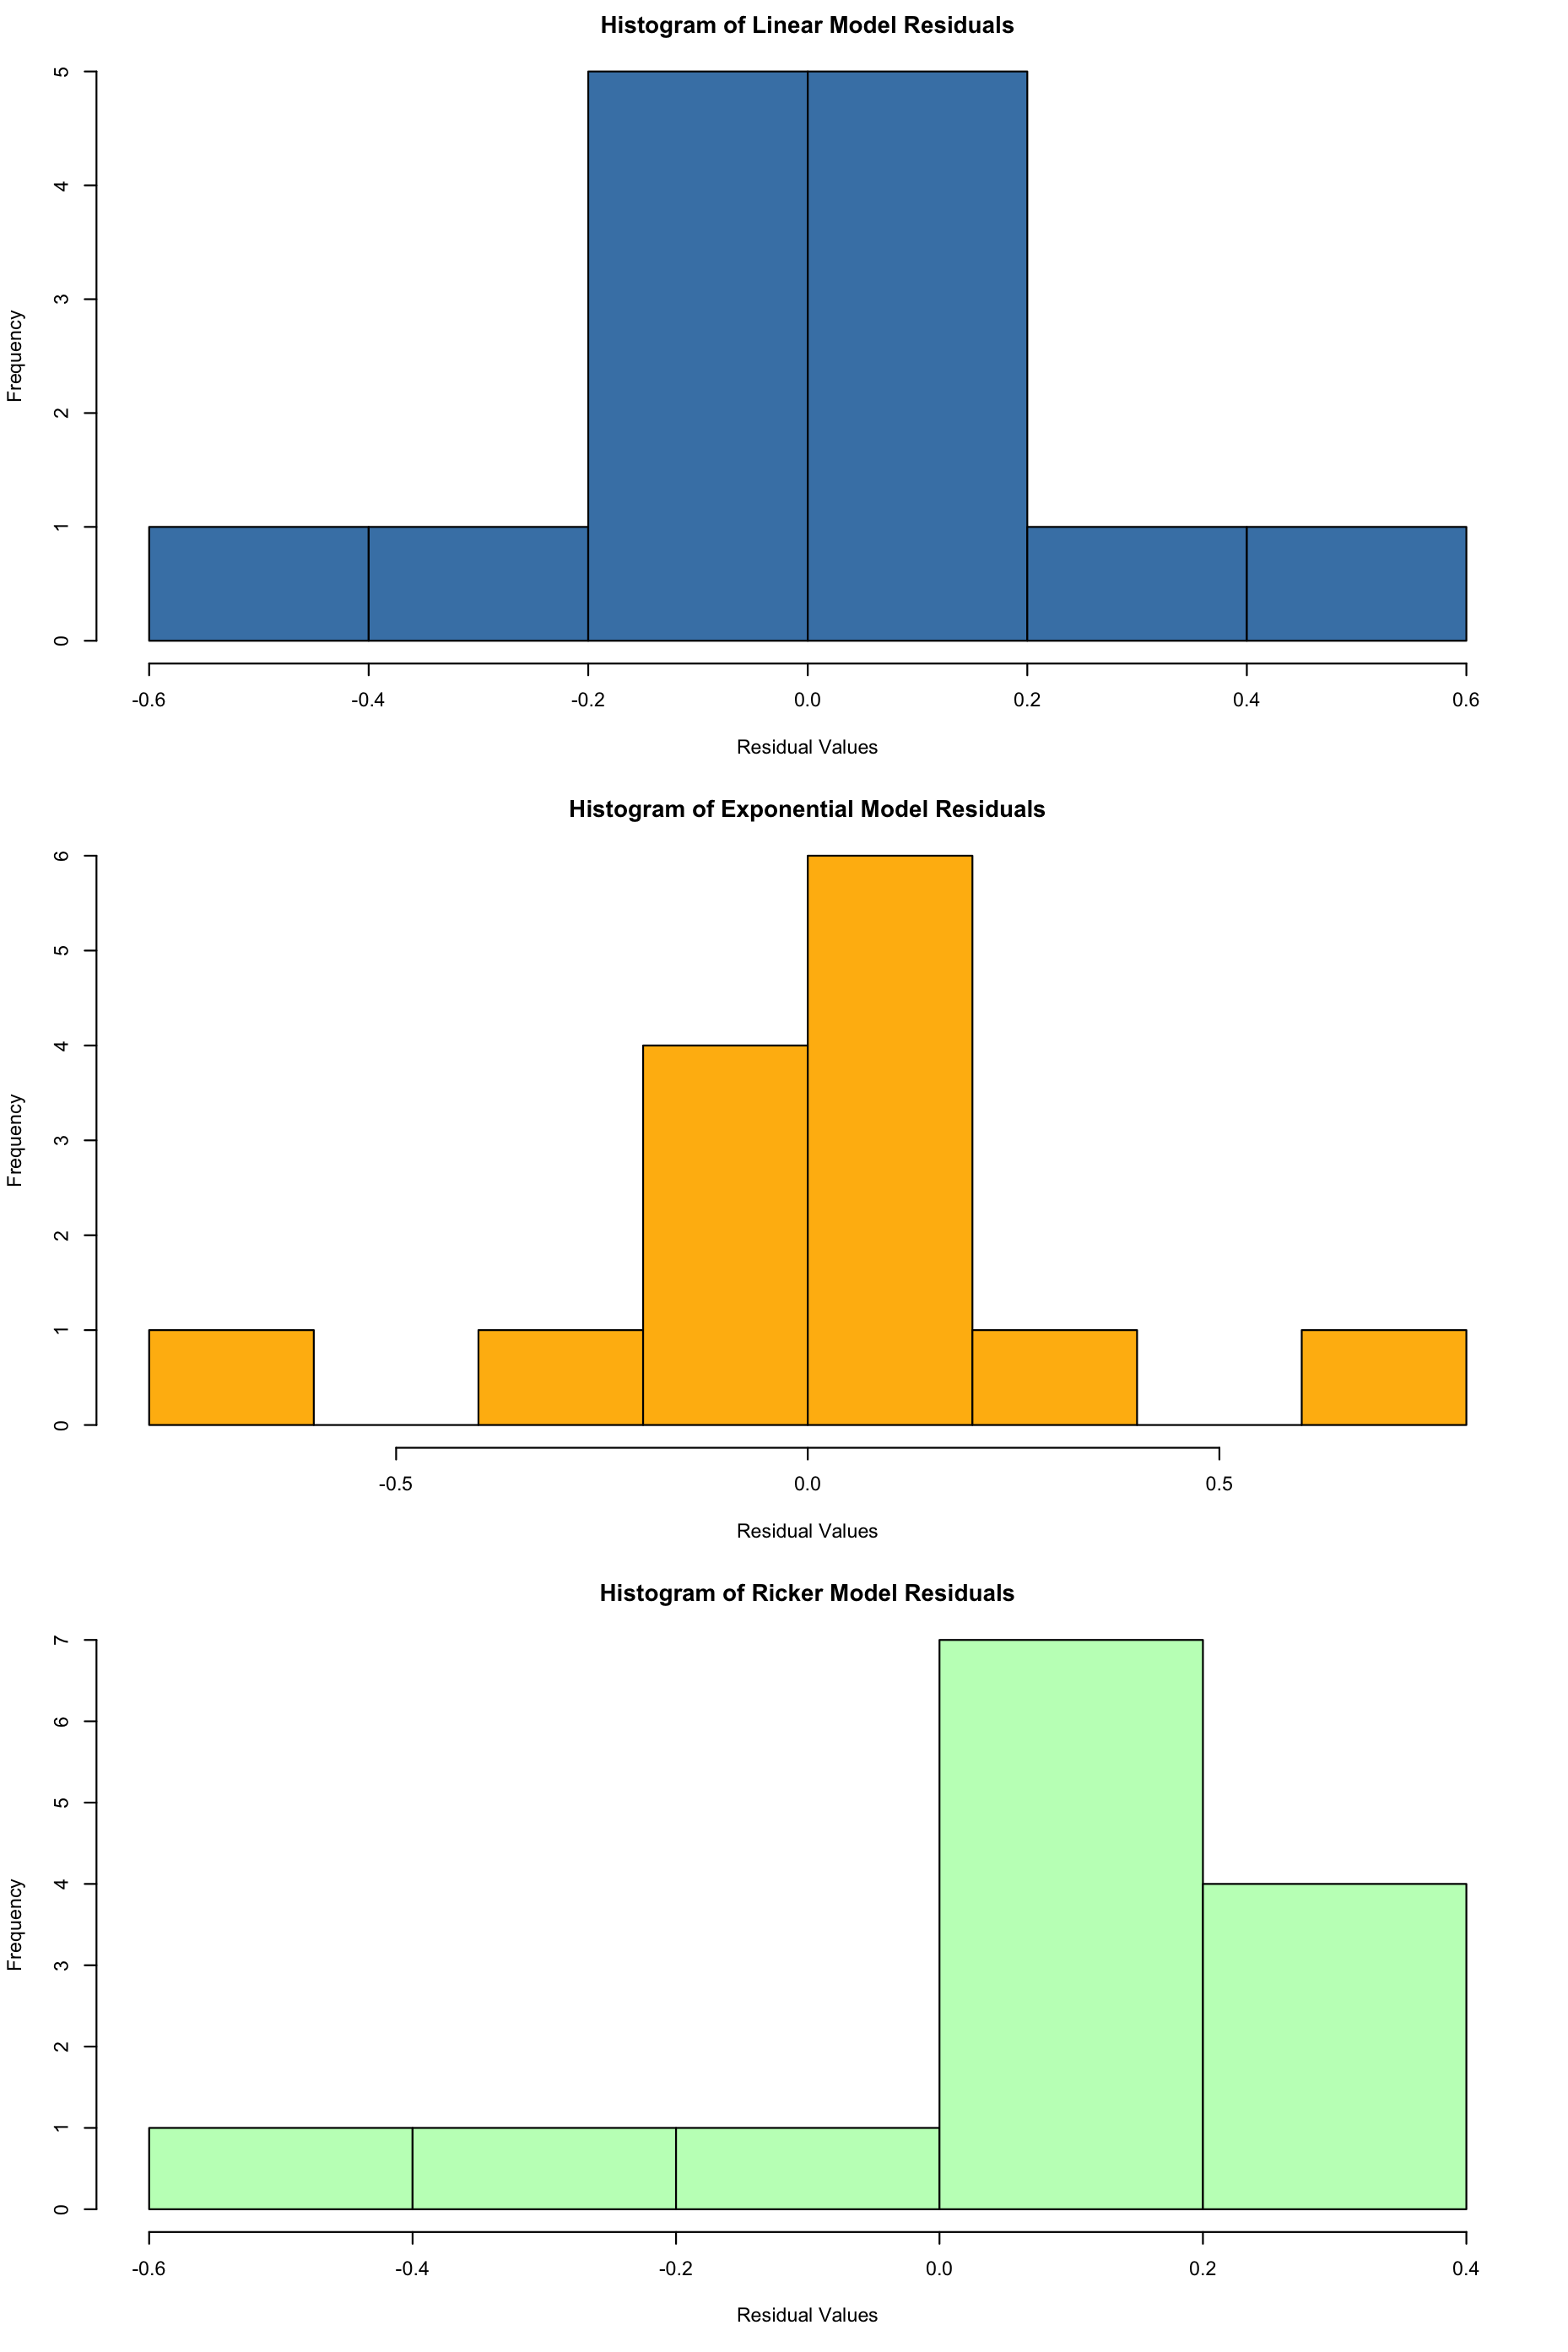 Histogram of Linear Model Residuals
5
4
3
2
1
0
Frequency
-0.6 -0.4 -0.2 0.0 0.2 0.4 0.6
Residual Values
Histogram of Exponential Model Residuals
6
5
4
3
2
1
0
Frequency
-0.5 0.0 0.5
Residual Values
Histogram of Ricker Model Residuals
7
6
5
4
3
2
1
0
Frequency
-0.6 -0.4 -0.2 0.0 0.2 0.4
Residual Values